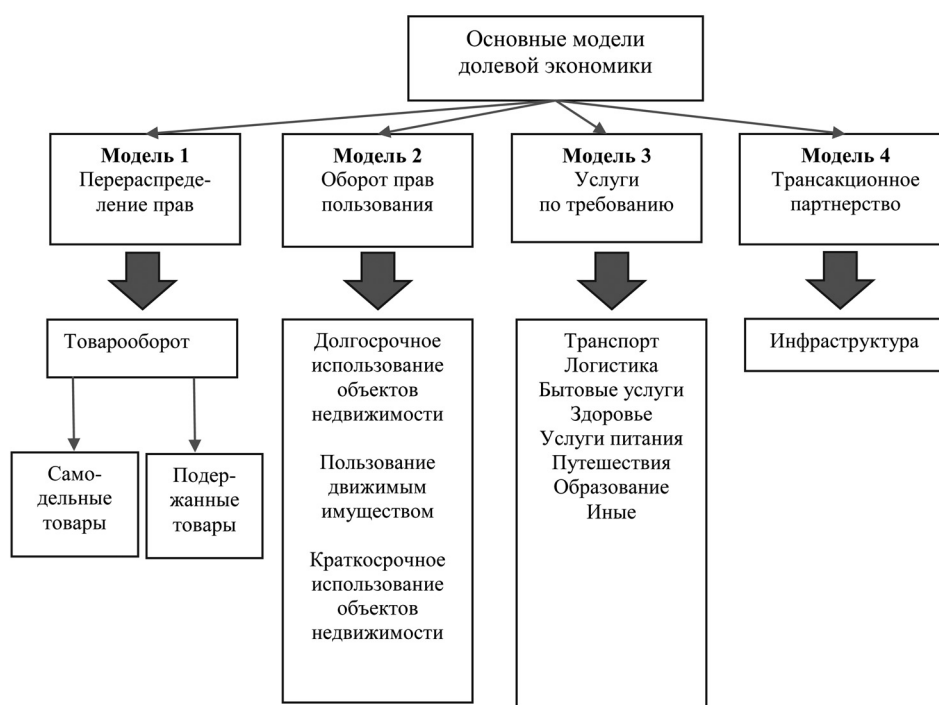 Основные модели
долевой экономики
Модель 1
Перераспреде-
ление прав
Модель 2
Оборот прав
пользования
Модель 3
Услуги
по требованию
Модель 4
Трансакционное
партнерство
Товарооборот
Само-
дельные
товары
Подер-
жанные
товары
Долгосрочное
использование
объектов
недвижимости
Пользование
движимым
имуществом
Краткосрочное
использование
объектов
недвижимости
Транспорт
Логистика
Бытовые услуги
Здоровье
Услуги питания
Путешествия
Образование
Иные
Инфраструктура